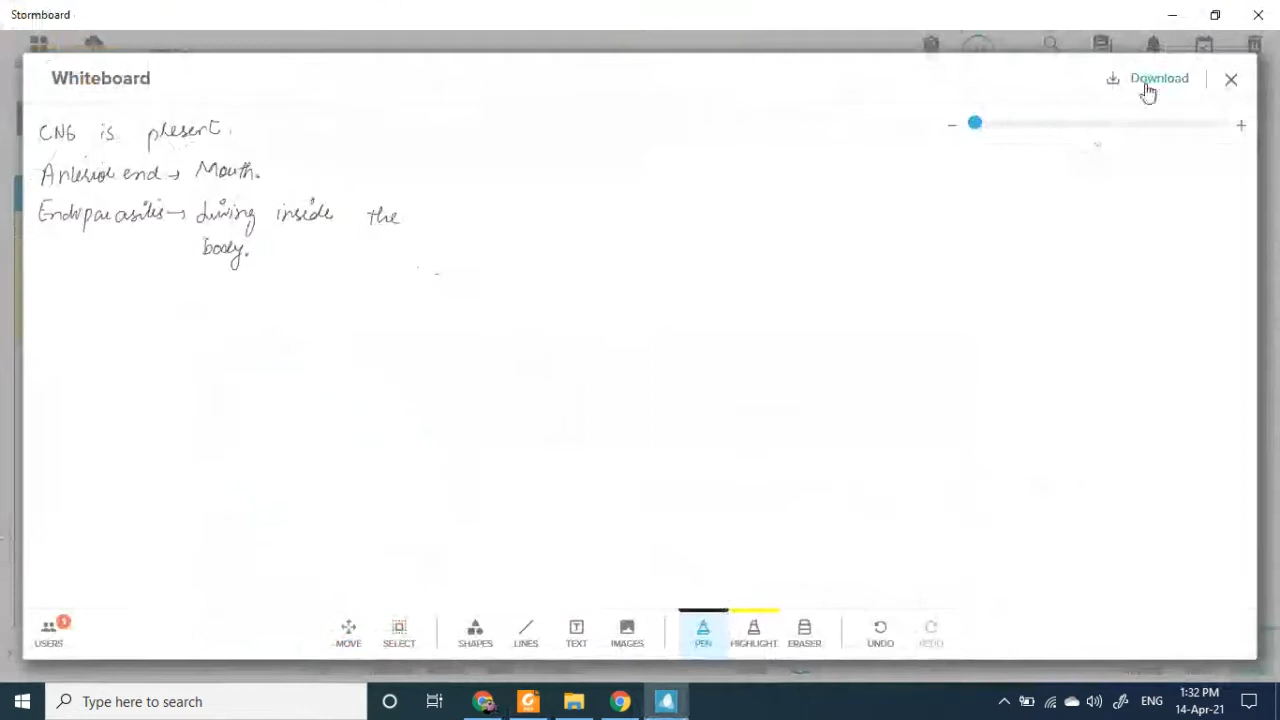 Stormboard
Whiteboard
Download
CNG is present.
Anterior end → Mouth.
Endoparasites → living inside the
body.
USERS
MOVE
SELECT
SHAPES
LINES
TEXT
IMAGES
PEN
HIGHLIGHT
ERASER
UNDO
REDO
Type here to search
ENG
1:32 PM
14-Apr-21